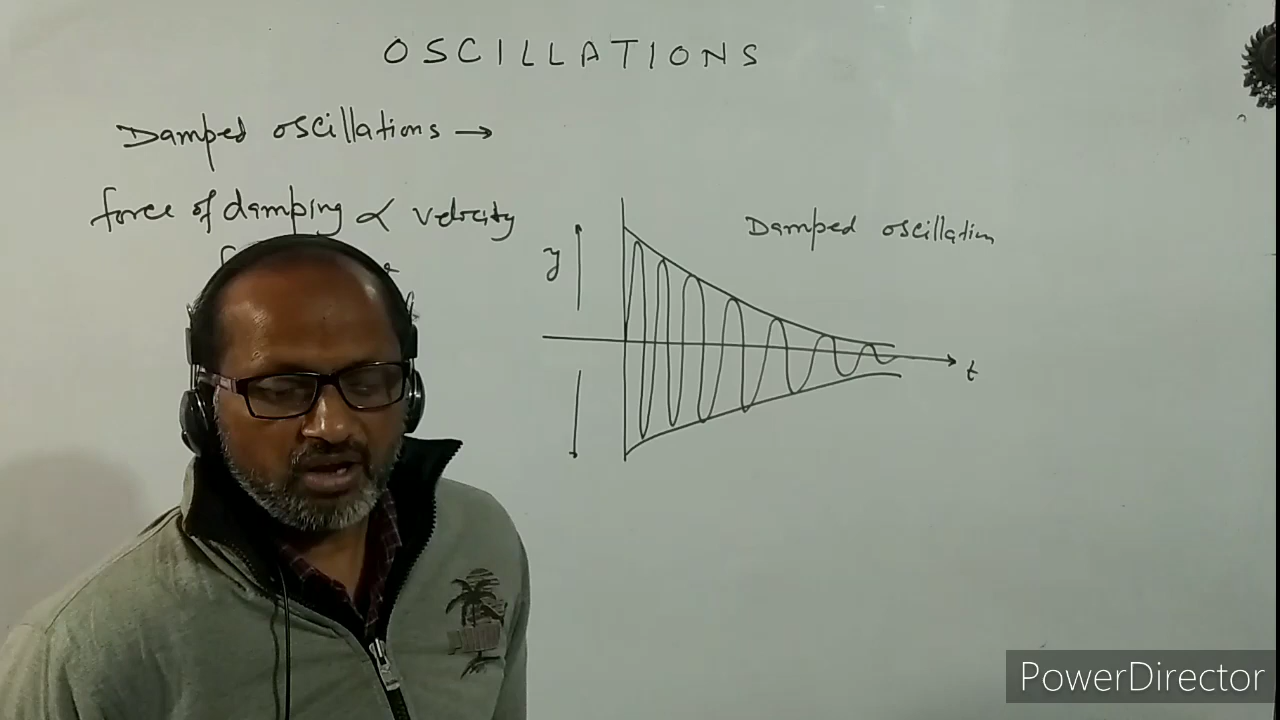 OSCILLATIONS
Damped oscillations →
force of damping ∝ velocity
Damped oscillation
y
t
PowerDirector